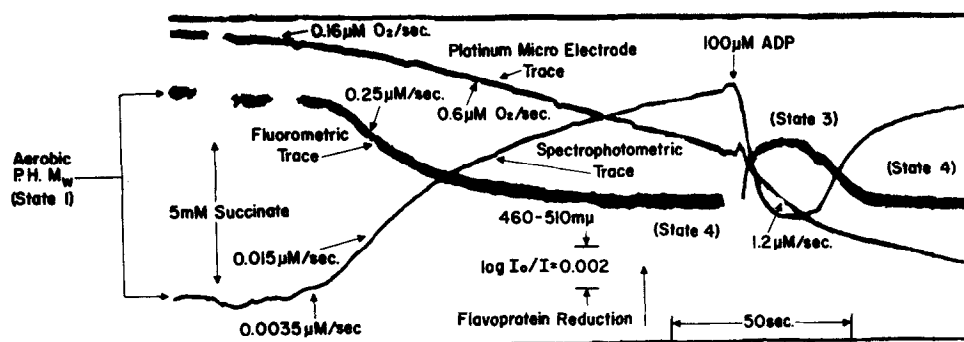 0.16μM O₂/sec.
Platinum Micro Electrode
Trace
100μM ADP
0.25μM/sec.
0.6μM O₂/sec.
(State 3)
Aerobic
P. H. Mw
(State 1)
Fluorometric
Trace
Spectrophotometric
Trace
(State 4)
5mM Succinate
460-510mμ
(State 4)
1.2μM/sec.
0.015μM/sec.
log I₀/I=0.002
0.0035μM/sec
Flavoprotein Reduction
50sec.